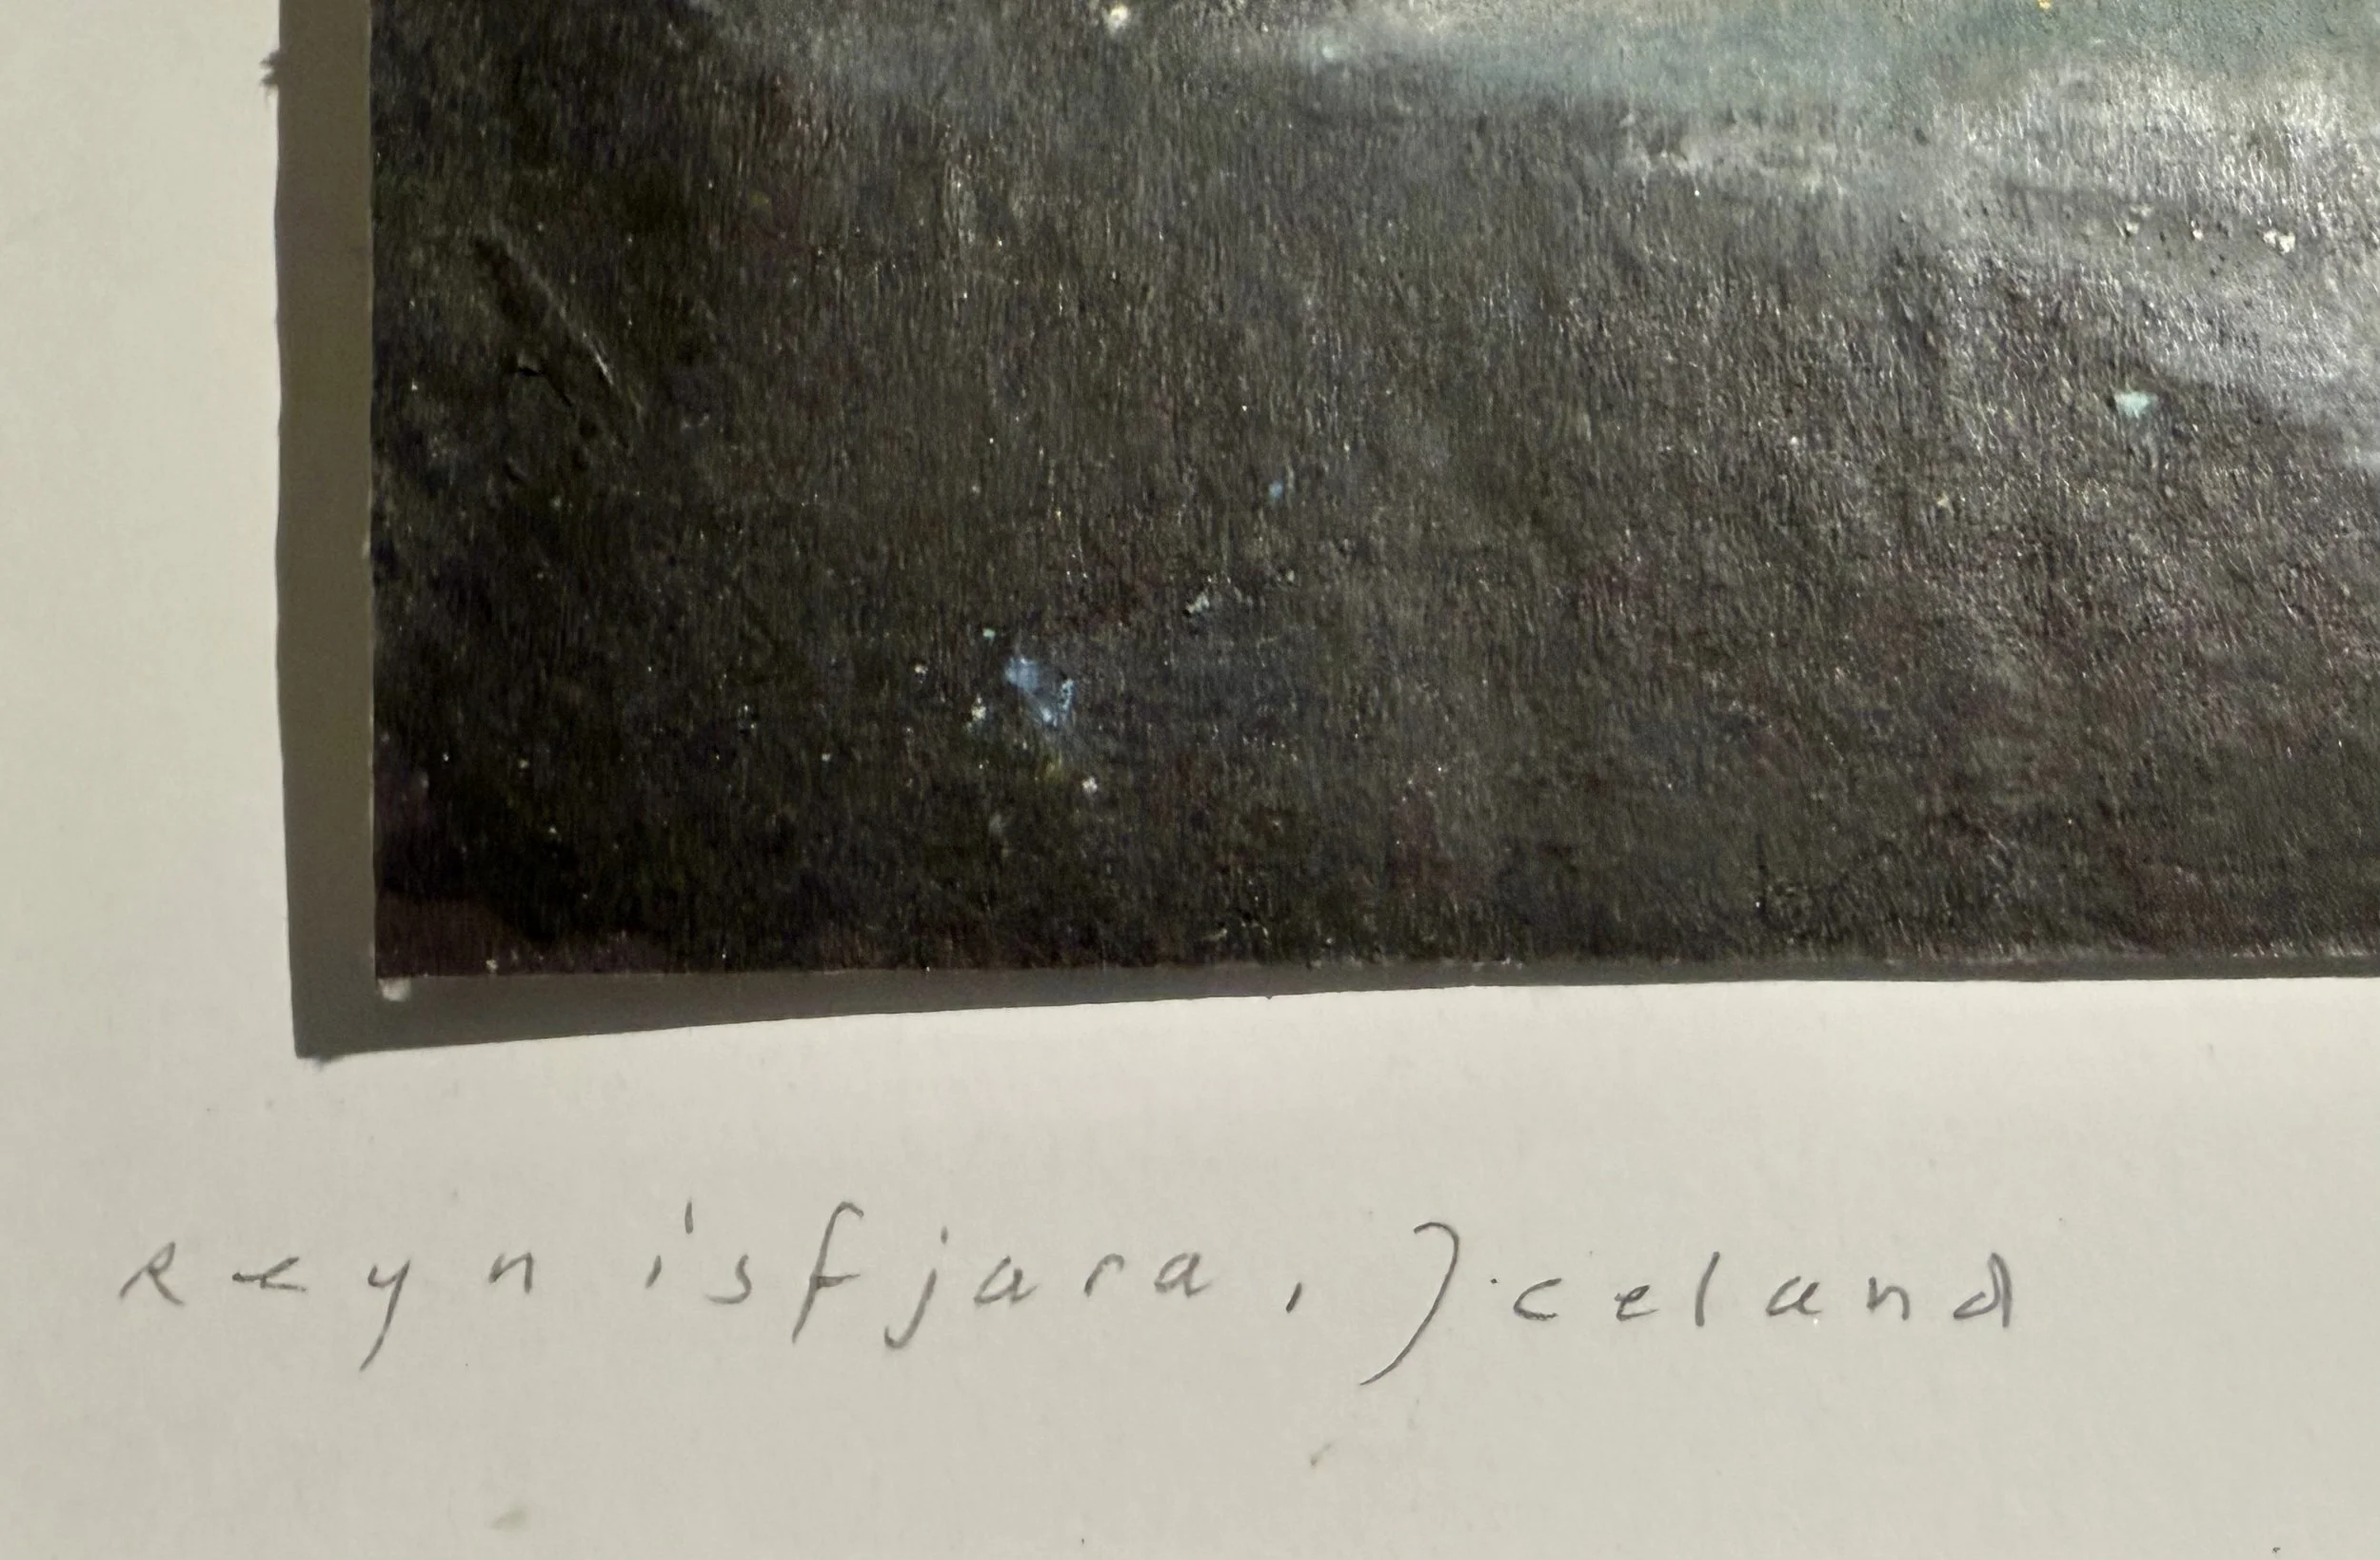 Reynisfjara, Iceland